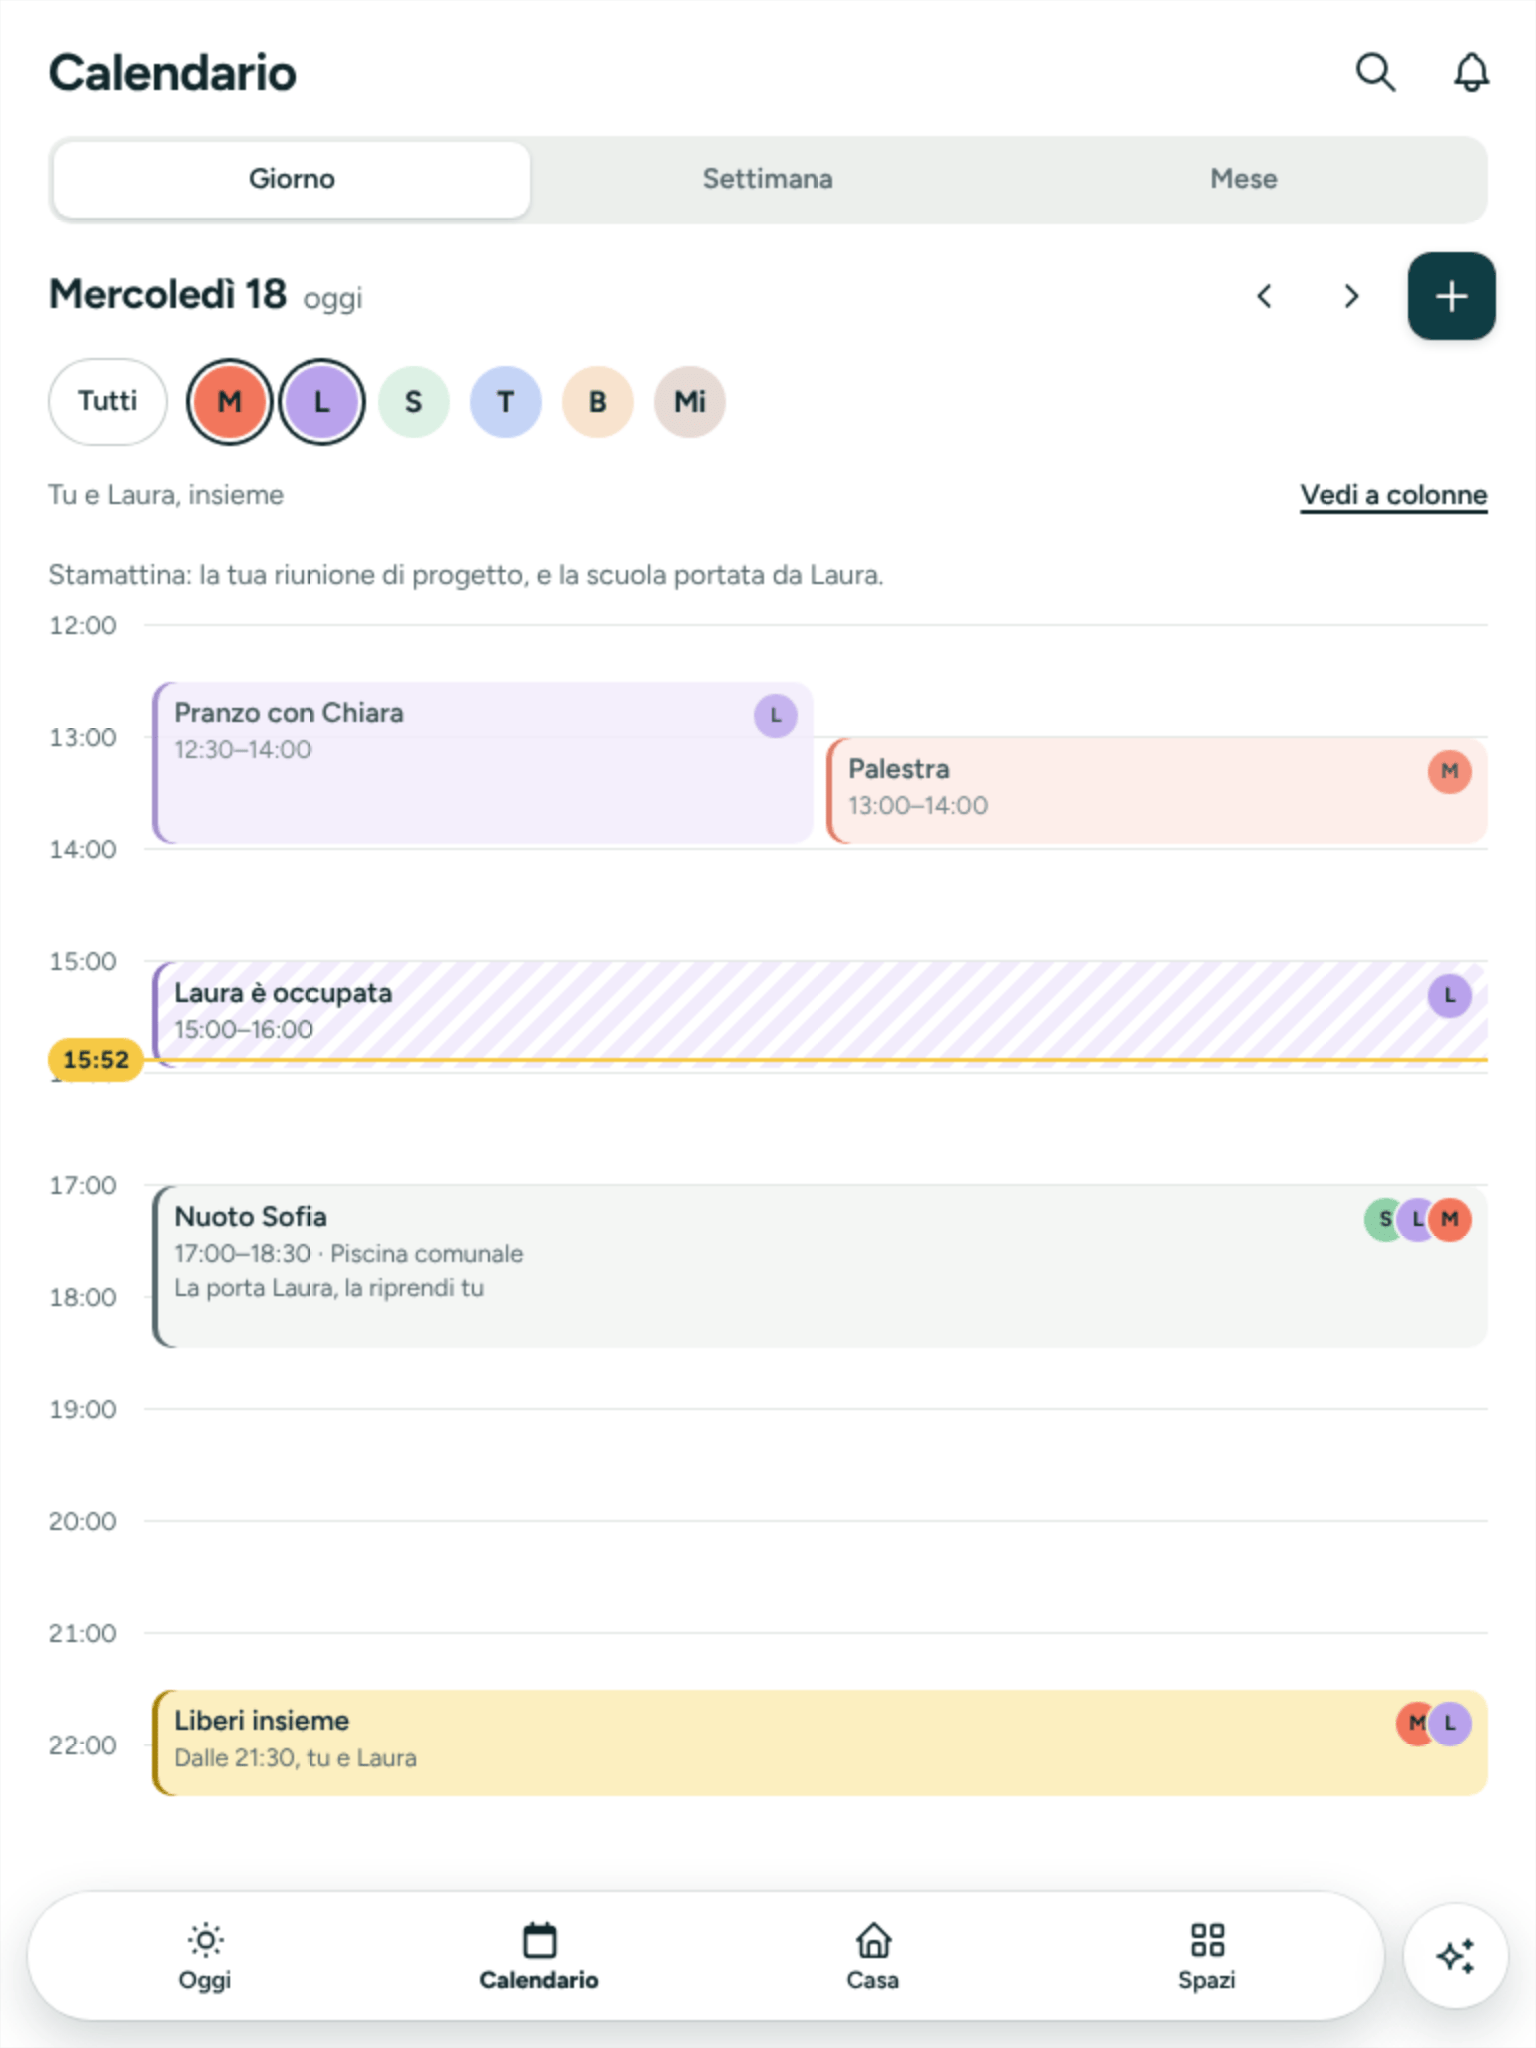 Calendario
Giorno
Settimana
Mese
Mercoledì 18 oggi
Tutti
M
L
S
T
B
Mi
Tu e Laura, insieme
Vedi a colonne
Stamattina: la tua riunione di progetto, e la scuola portata da Laura.
12:00
Pranzo con Chiara
L
12:30–14:00
13:00
Palestra
M
13:00–14:00
14:00
15:00
Laura è occupata
L
15:00–16:00
15:52
17:00
Nuoto Sofia
S L M
17:00–18:30 · Piscina comunale
La porta Laura, la riprendi tu
18:00
19:00
20:00
21:00
Liberi insieme
M L
Dalle 21:30, tu e Laura
22:00
Oggi
Calendario
Casa
Spazi